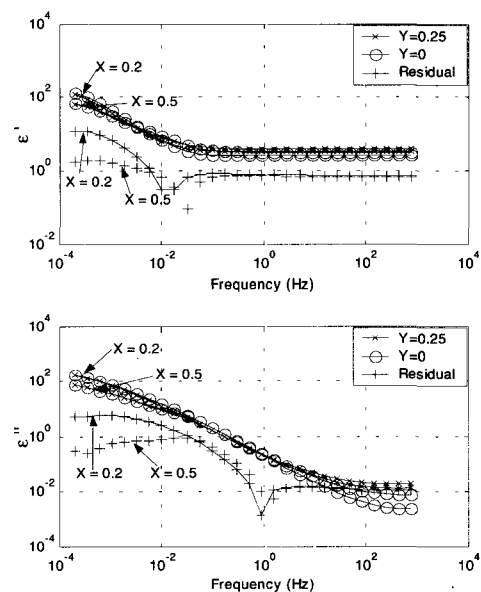 10^4
10^2
10^0
10^-2
ε'
X = 0.2
X = 0.5
X = 0.2
X = 0.5
Y=0.25
Y=0
Residual
10^-4
10^-2
10^0
10^2
10^4
Frequency (Hz)
10^4
10^2
10^0
10^-2
10^-4
ε''
X = 0.2
X = 0.5
X = 0.2
X = 0.5
Y=0.25
Y=0
Residual
10^-4
10^-2
10^0
10^2
10^4
Frequency (Hz)